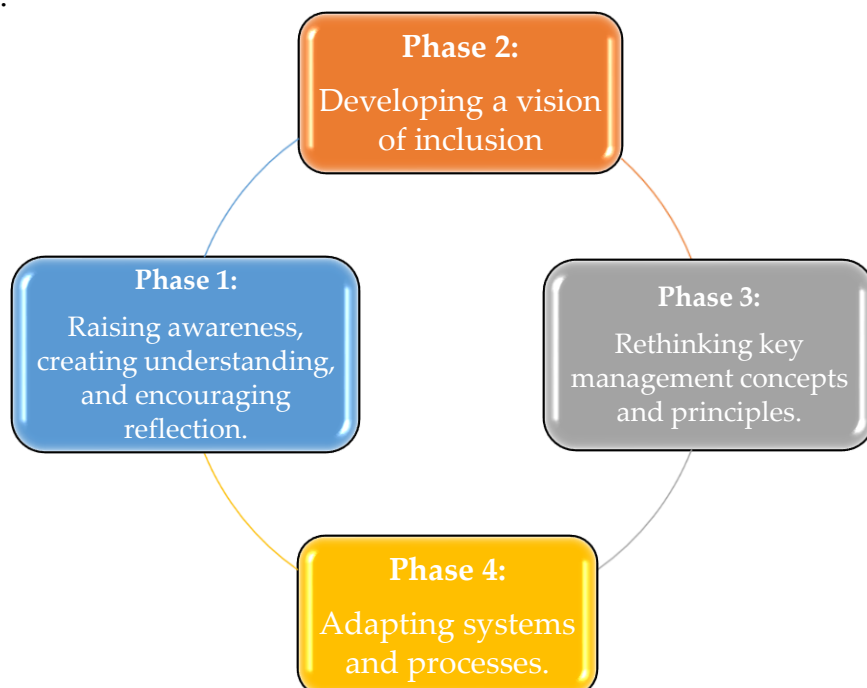 .
Phase 2:
Developing a vision
of inclusion
Phase 1:
Raising awareness,
creating understanding,
and encouraging
reflection.
Phase 3:
Rethinking key
management concepts
and principles.
Phase 4:
Adapting systems
and processes.